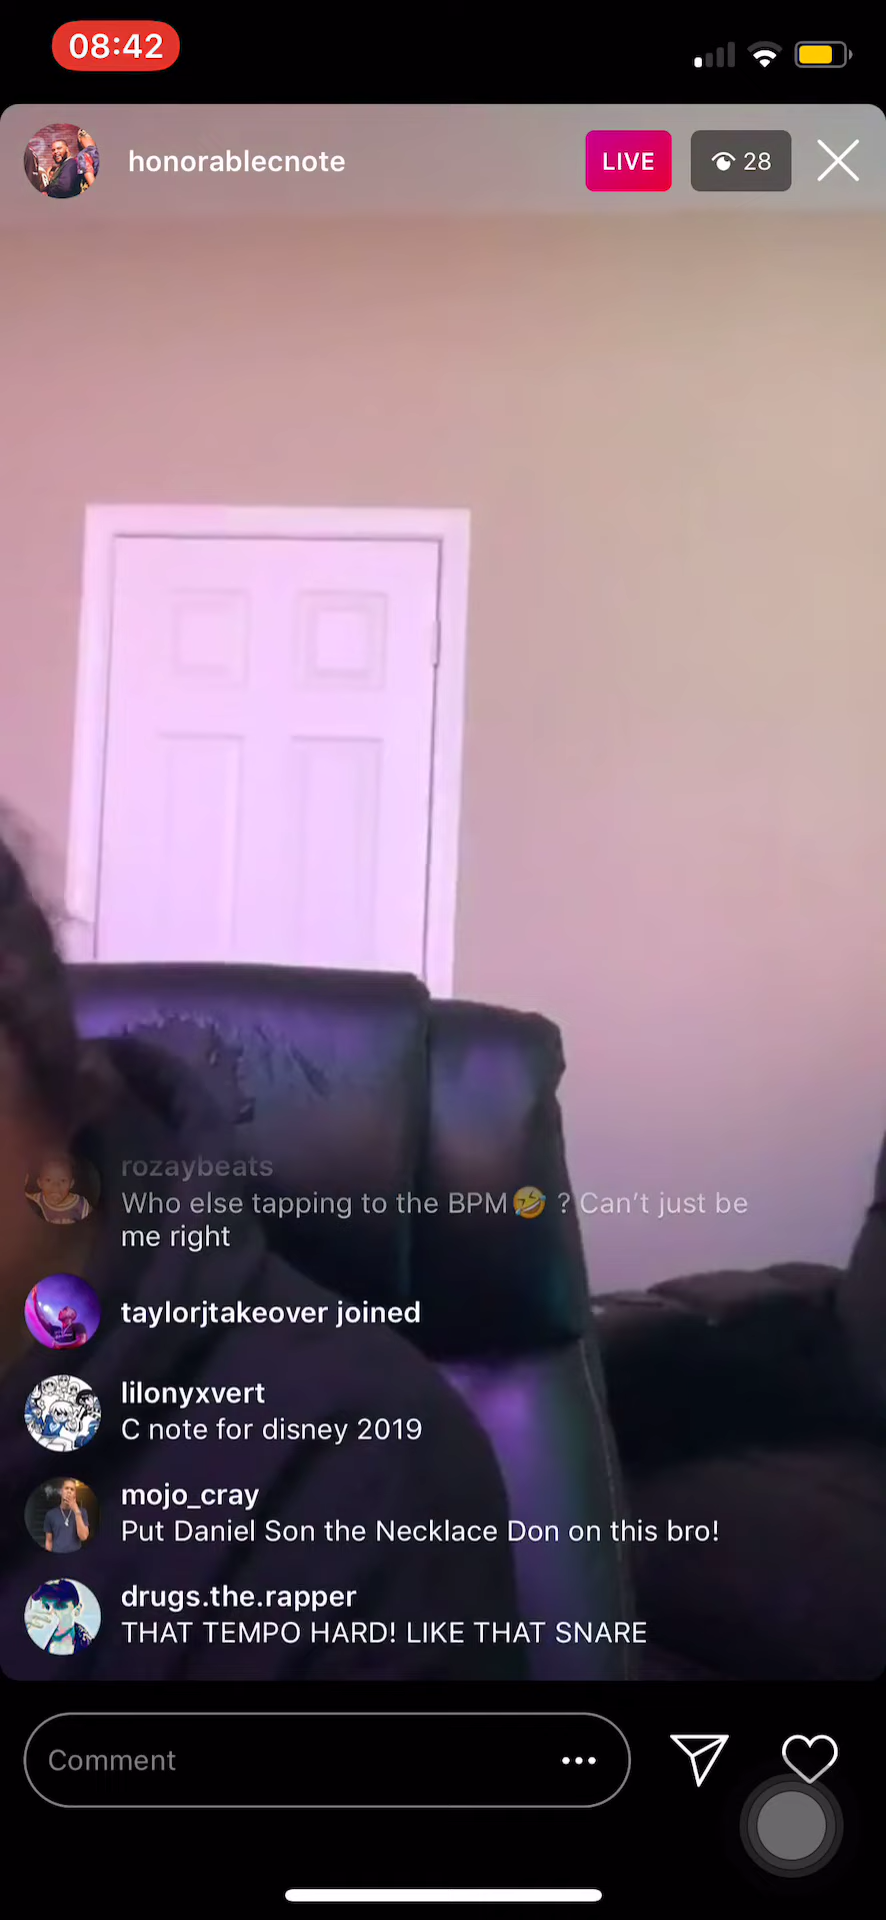 08:42
honorablecnote
LIVE
28
rozaybeats
Who else tapping to the BPM🤣 ? Can’t just be
me right
taylorjtakeover joined
lilonyxvert
C note for disney 2019
mojo_cray
Put Daniel Son the Necklace Don on this bro!
drugs.the.rapper
THAT TEMPO HARD! LIKE THAT SNARE
Comment